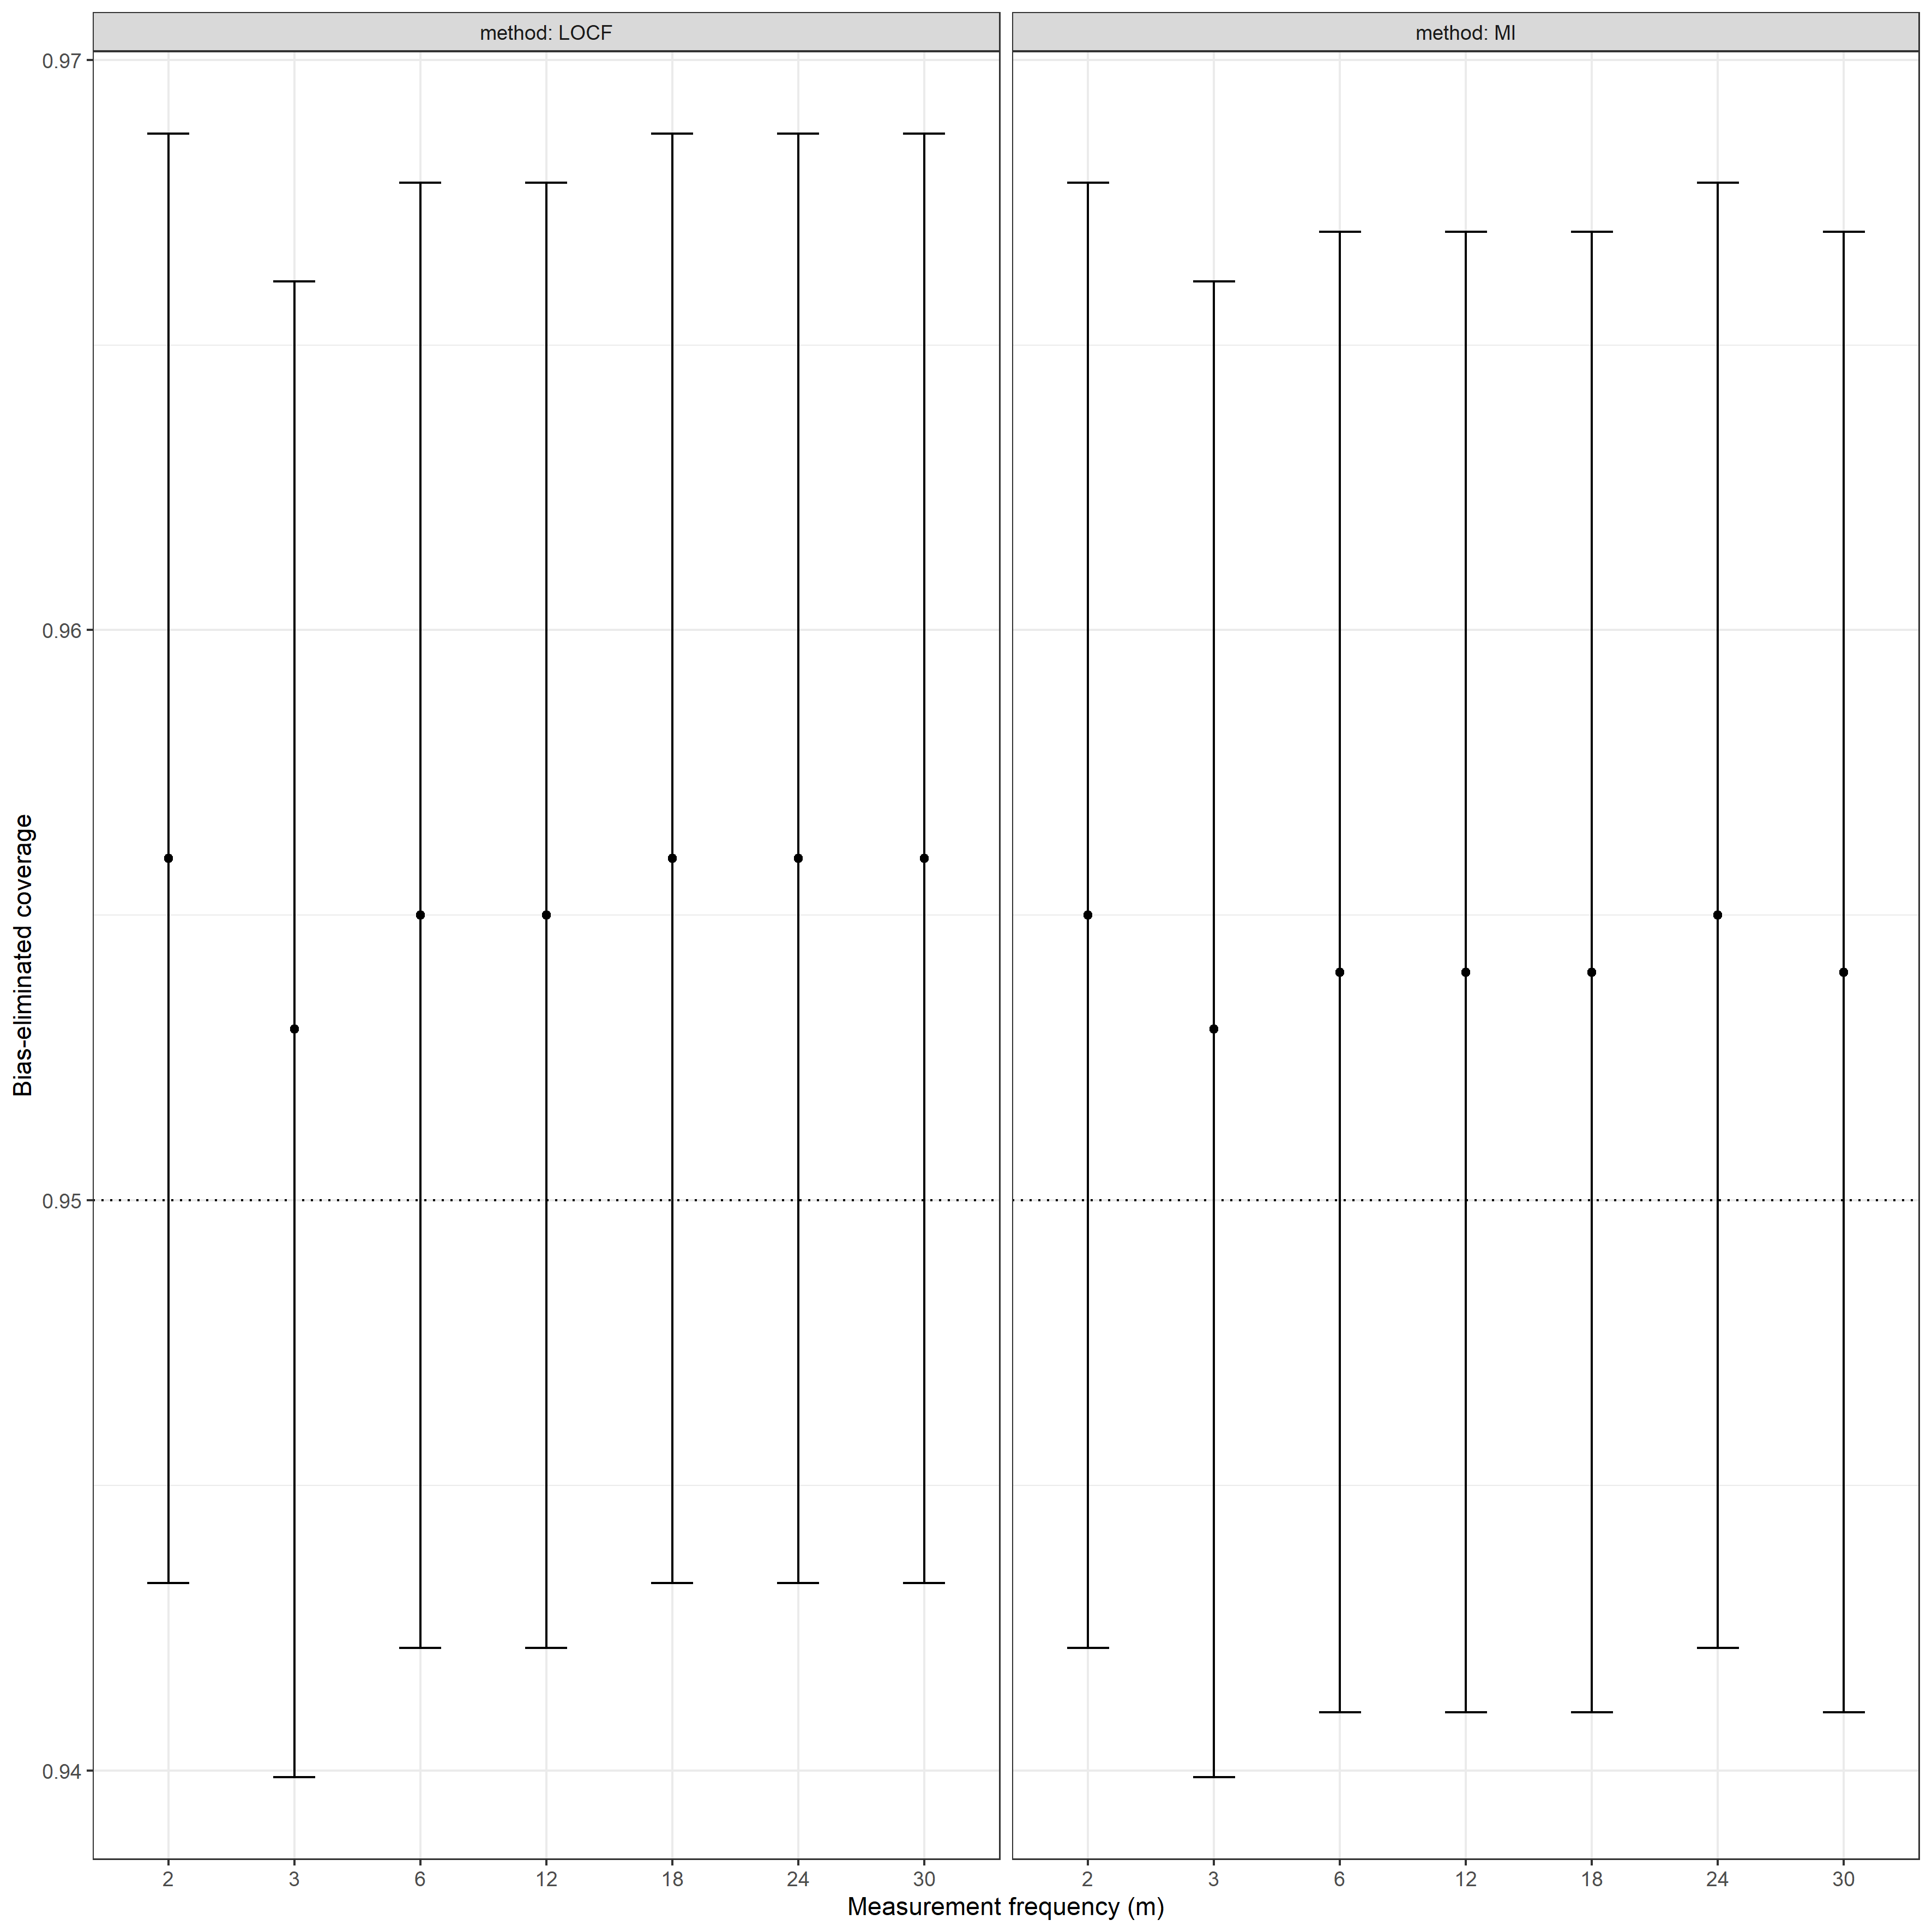 method: LOCF
method: MI
0.97
0.96
0.95
0.94
Bias-eliminated coverage
2 3 6 12 18 24 30
2 3 6 12 18 24 30
Measurement frequency (m)